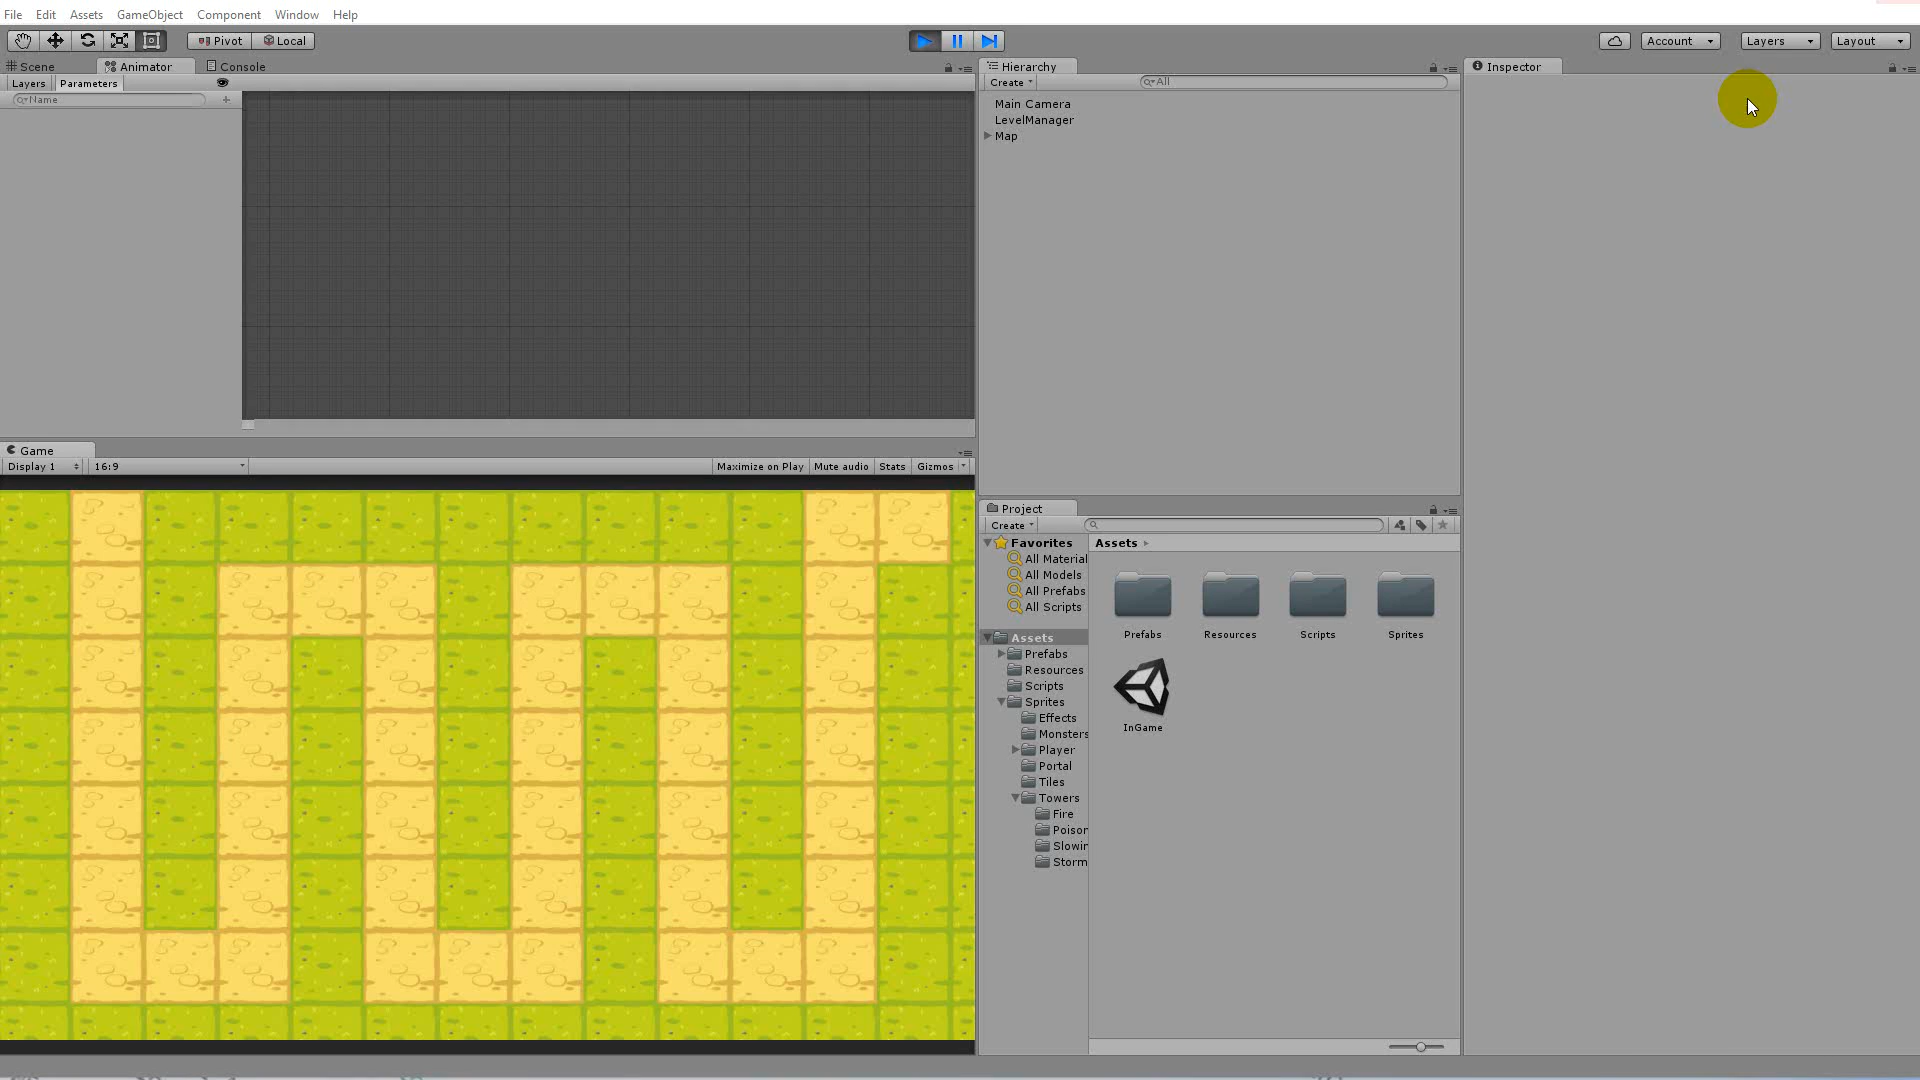 File Edit Assets GameObject Component Window Help
Pivot Local Account Layers Layout
Scene Animator Console
Layers Parameters
Name
Game
Display 1 16:9 Maximize on Play Mute audio Stats Gizmos
Hierarchy
Create All
Main Camera
LevelManager
Map
Project
Create
Favorites
All Material
All Models
All Prefabs
All Scripts
Assets
Prefabs
Resources
Scripts
Sprites
Effects
Monsters
Player
Portal
Tiles
Towers
Fire
Poison
Slowin
Storm
Assets
Prefabs Resources Scripts Sprites
InGame
Inspector